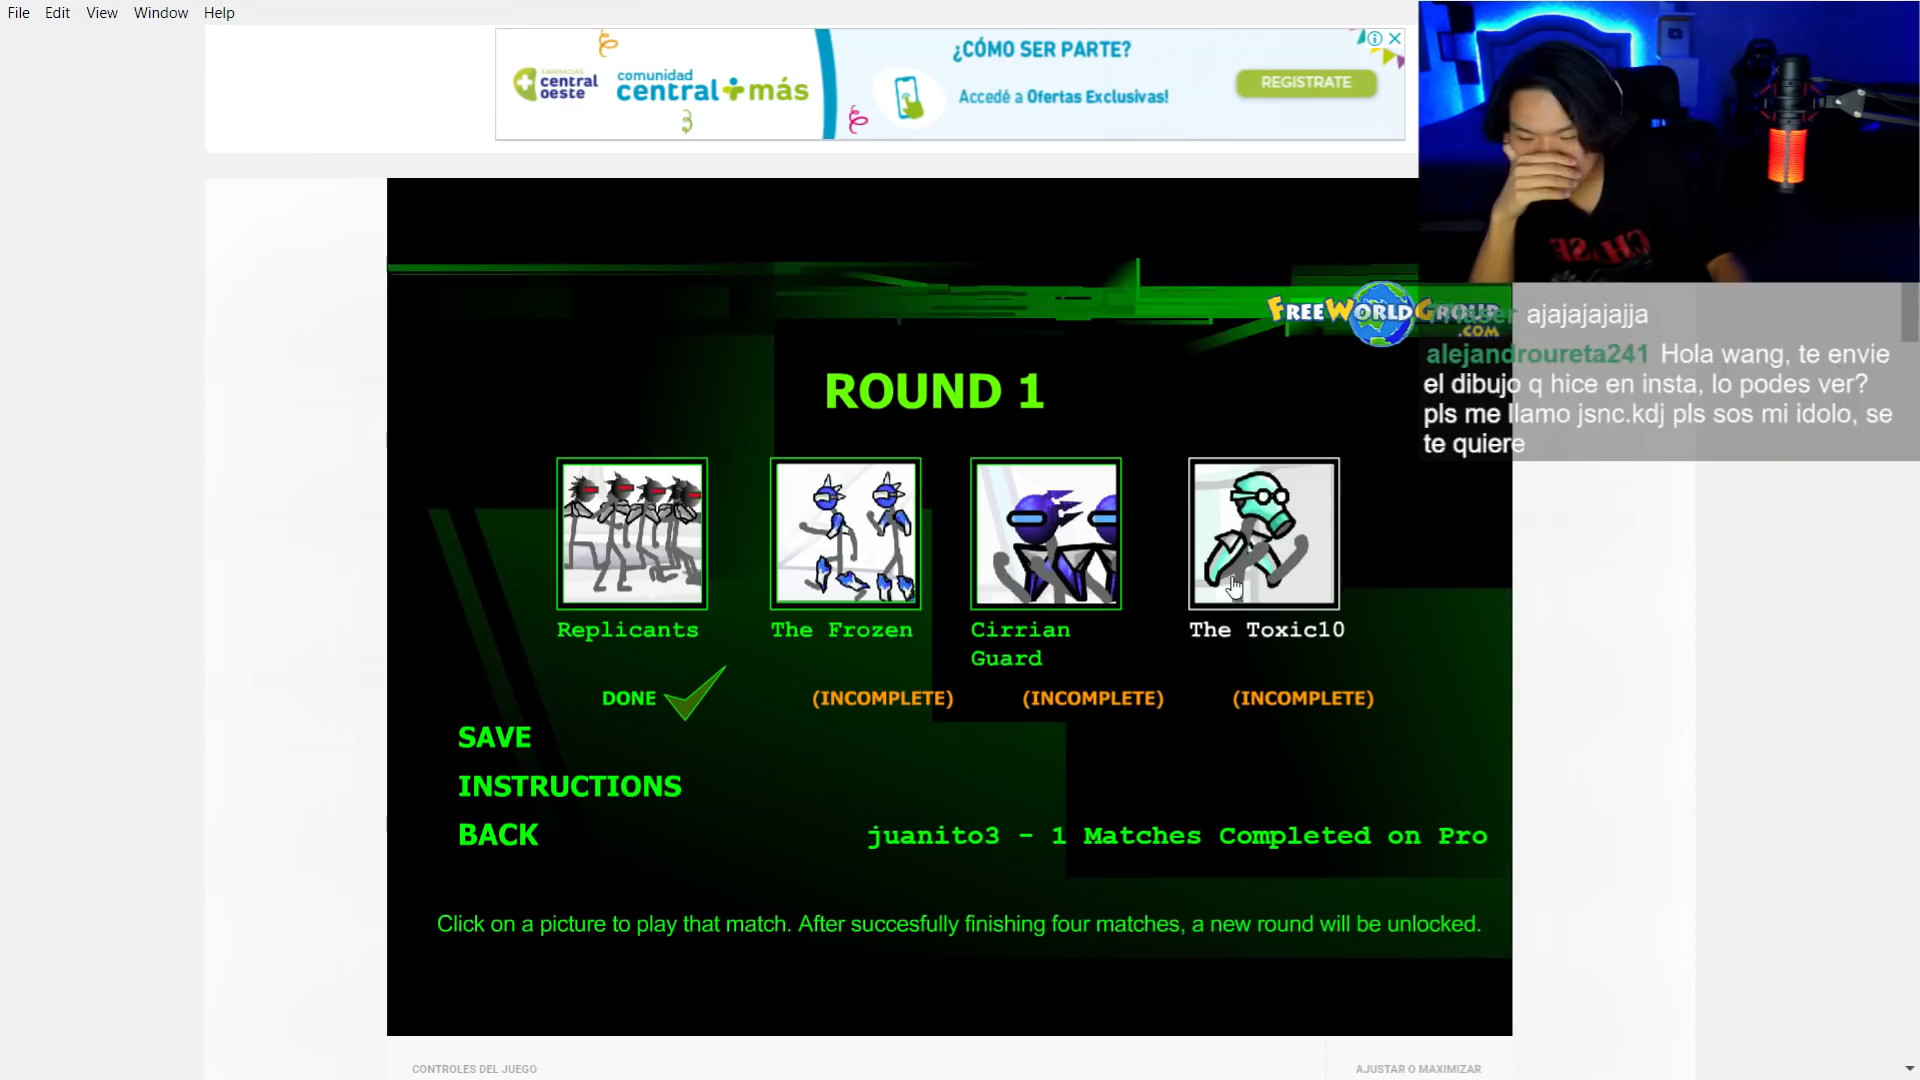 File Edit View Window Help
FARMACIAS
central
oeste
comunidad
central+más
¿CÓMO SER PARTE?
Accedé a Ofertas Exclusivas!
REGISTRATE
FREEWORLDGROUP
.COM
ajajajajajja
alejandroureta241 Hola wang, te envie
el dibujo q hice en insta, lo podes ver?
pls me llamo jsnc.kdj pls sos mi idolo, se
te quiere
ROUND 1
Replicants
The Frozen
Cirrian
Guard
The Toxic10
DONE
(INCOMPLETE)
(INCOMPLETE)
(INCOMPLETE)
SAVE
INSTRUCTIONS
BACK
juanito3 - 1 Matches Completed on Pro
Click on a picture to play that match. After succesfully finishing four matches, a new round will be unlocked.
CONTROLES DEL JUEGO
AJUSTAR O MAXIMIZAR